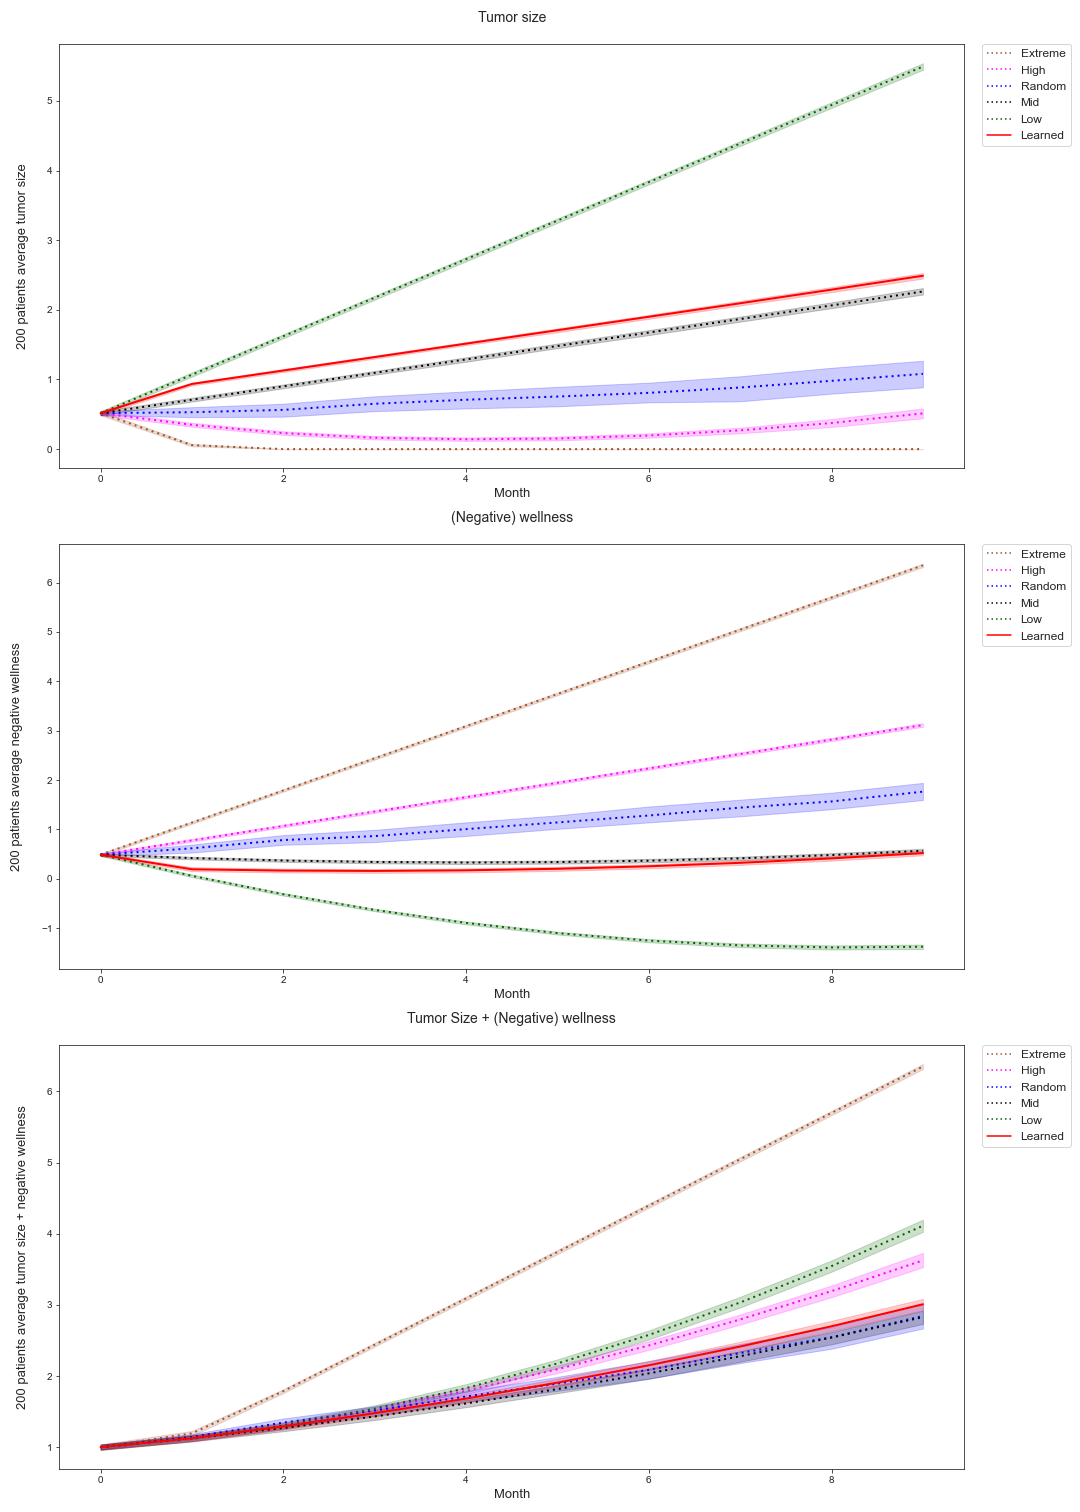 Tumor size
200 patients average tumor size
5
4
3
2
1
0
0 2 4 6 8
Month
Extreme
High
Random
Mid
Low
Learned
(Negative) wellness
200 patients average negative wellness
6
5
4
3
2
1
0
−1
0 2 4 6 8
Month
Extreme
High
Random
Mid
Low
Learned
Tumor Size + (Negative) wellness
200 patients average tumor size + negative wellness
6
5
4
3
2
1
0 2 4 6 8
Month
Extreme
High
Random
Mid
Low
Learned